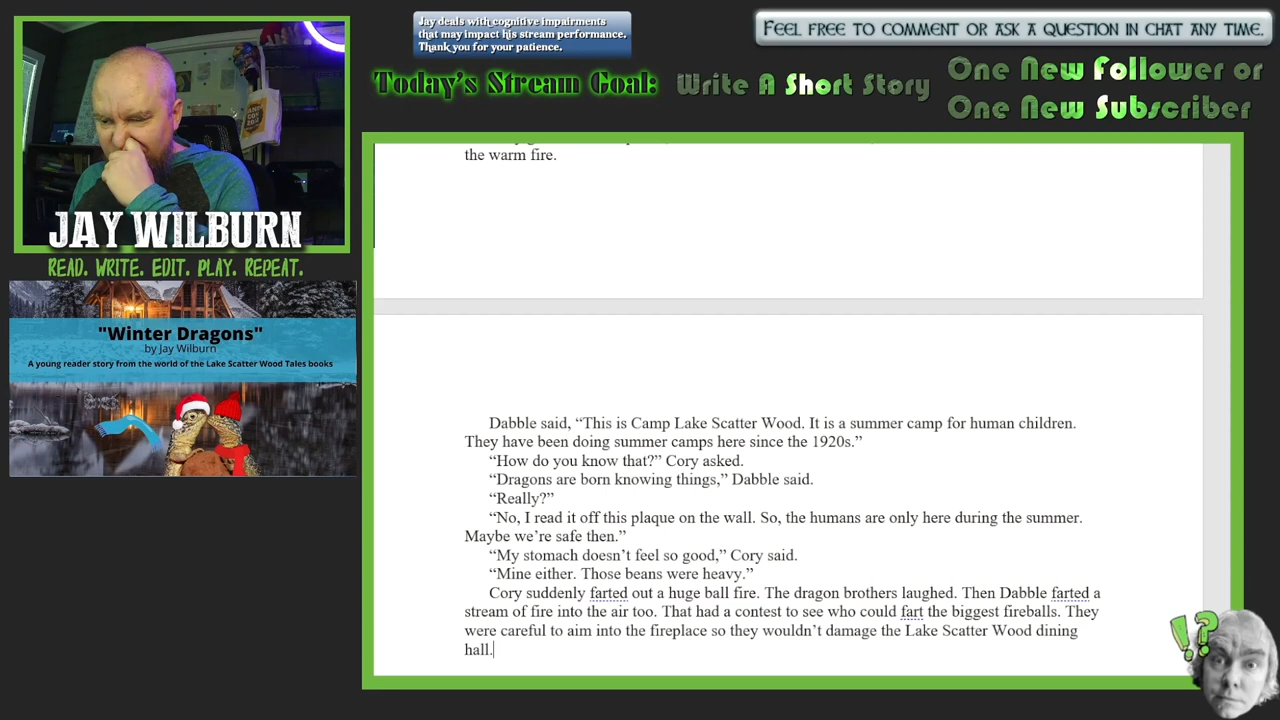 Jay deals with cognitive impairments
that may impact his stream performance.
Thank you for your patience.
Feel free to comment or ask a question in chat any time.
Today's Stream Goal:
Write A Short Story
One New Follower or
One New Subscriber
JAY WILBURN
READ. WRITE. EDIT. PLAY. REPEAT.
"Winter Dragons"
by Jay Wilburn
A young reader story from the world of the Lake Scatter Wood Tales books
the warm fire.
Dabble said, “This is Camp Lake Scatter Wood. It is a summer camp for human children.
They have been doing summer camps here since the 1920s.”
“How do you know that?” Cory asked.
“Dragons are born knowing things,” Dabble said.
“Really?”
“No, I read it off this plaque on the wall. So, the humans are only here during the summer.
Maybe we’re safe then.”
“My stomach doesn’t feel so good,” Cory said.
“Mine either. Those beans were heavy.”
Cory suddenly farted out a huge ball fire. The dragon brothers laughed. Then Dabble farted a
stream of fire into the air too. That had a contest to see who could fart the biggest fireballs. They
were careful to aim into the fireplace so they wouldn’t damage the Lake Scatter Wood dining
hall.
!?